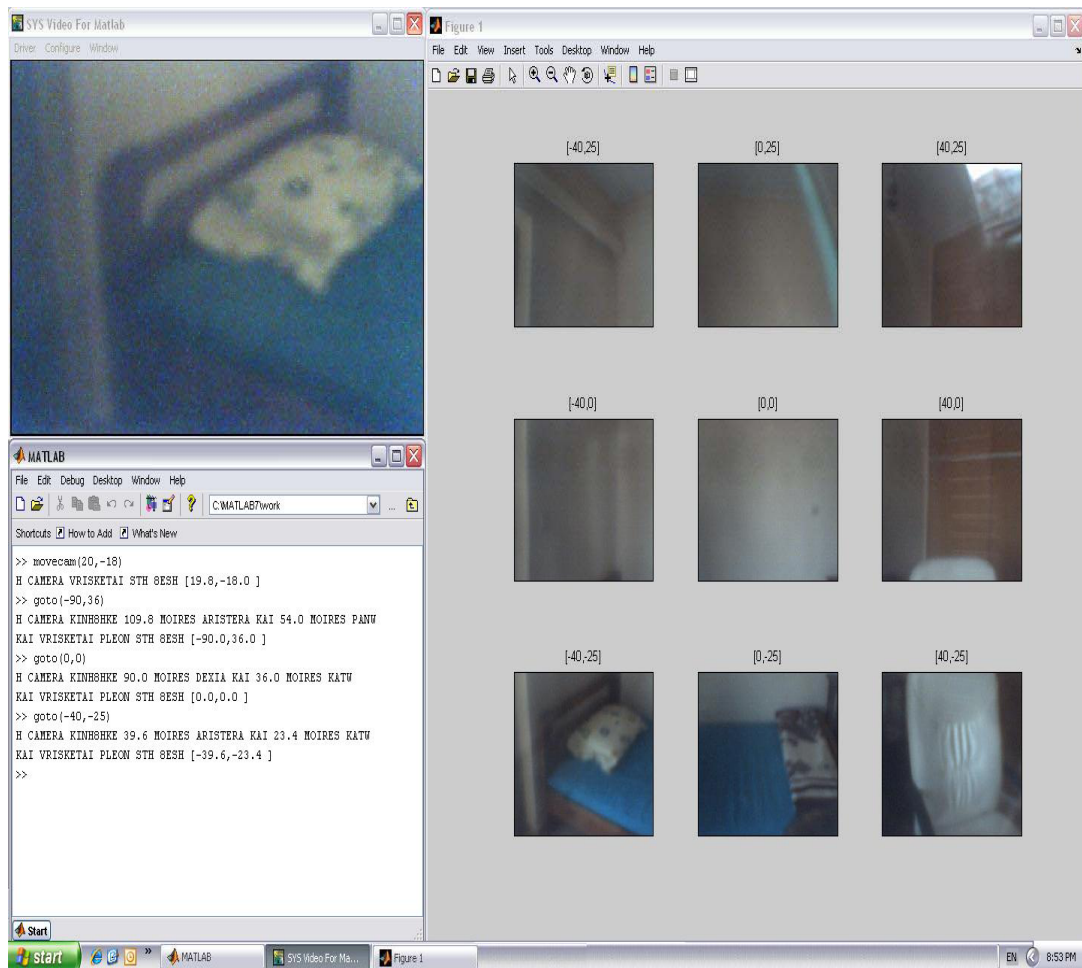 SYS Video For Matlab
Driver Configure Window
Figure 1
File Edit View Insert Tools Desktop Window Help
[-40,25] [0,25] [40,25]
[-40,0] [0,0] [40,0]
[-40,-25] [0,-25] [40,-25]
MATLAB
File Edit Debug Desktop Window Help
C:\MATLAB7\work
...
Shortcuts How to Add What's New
>> movecam(20,-18)
H CAMERA VRISKETAI STH 8ESH [19.8,-18.0 ]
>> goto(-90,36)
H CAMERA KINH8HKE 109.8 MOIRES ARISTERA KAI 54.0 MOIRES PANW
KAI VRISKETAI PLEON STH 8ESH [-90.0,36.0 ]
>> goto(0,0)
H CAMERA KINH8HKE 90.0 MOIRES DEXIA KAI 36.0 MOIRES KATW
KAI VRISKETAI PLEON STH 8ESH [0.0,0.0 ]
>> goto(-40,-25)
H CAMERA KINH8HKE 39.6 MOIRES ARISTERA KAI 23.4 MOIRES KATW
KAI VRISKETAI PLEON STH 8ESH [-39.6,-23.4 ]
>>
Start
start » MATLAB SYS Video For Ma... Figure 1 EN 8:53 PM